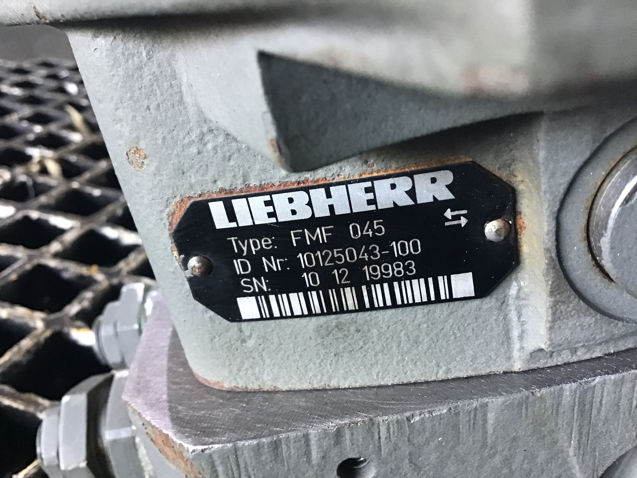 LIEBHERR
Type: FMF 045
ID Nr: 10125043-100
SN: 10 12 19983